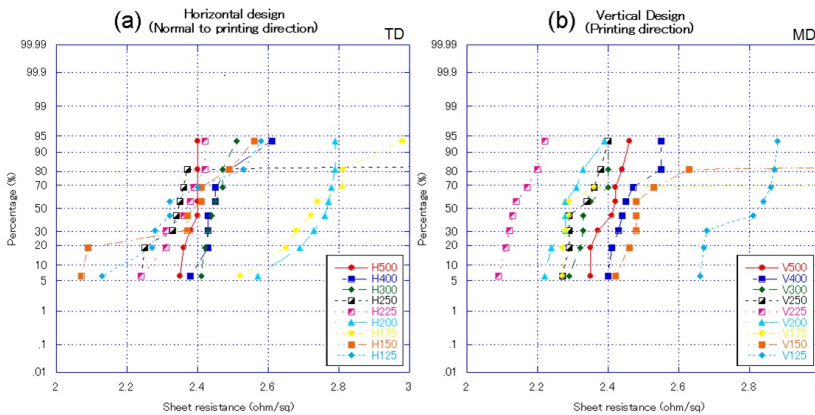 (a)
Horizontal design
(Normal to printing direction)
TD
99.99
99.9
99
95
90
80
70
50
30
20
10
5
1
.1
.01
Percentage (%)
H500
H400
H300
H250
H225
H200
H175
H150
H125
2
2.2
2.4
2.6
2.8
3
Sheet resistance (ohm/sq)
(b)
Vertical Design
(Printing direction)
MD
99.99
99.9
99
95
90
80
70
50
30
20
10
5
1
.1
.01
Percentage (%)
V500
V400
V300
V250
V225
V200
V175
V150
V125
2
2.2
2.4
2.6
2.8
Sheet resistance (ohm/sq)